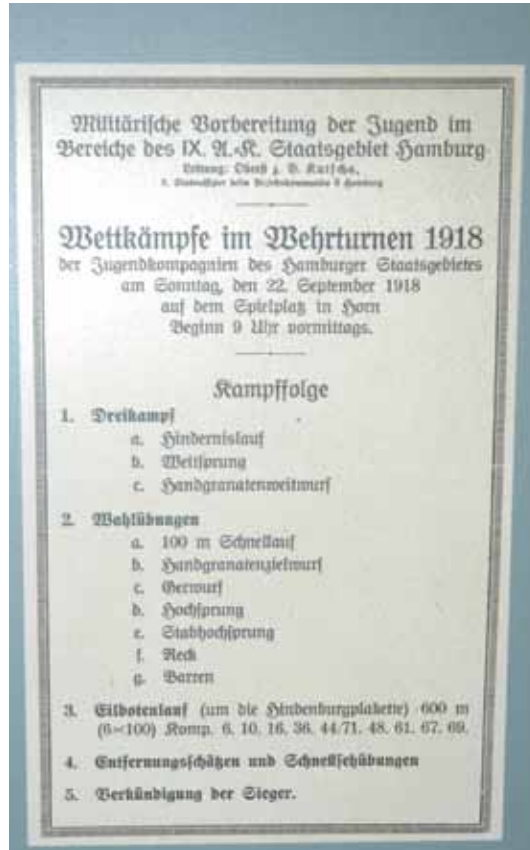 Militärische Vorbereitung der Jugend im
Bereiche des IX. A.-K. Staatsgebiet Hamburg
Leitung: Oberst z. D.
Wettkämpfe im Wehrturnen 1918
der Jugendkompagnien des Hamburger Staatsgebietes
am Sonntag, den 22. September 1918
auf dem Spielplatz in Horn
Beginn 9 Uhr vormittags.
Kampffolge
1. Dreikampf
a. Hindernislauf
b. Weitsprung
c. Handgranatenweitwurf
2. Wahlübungen
a. 100 m Schnellauf
b. Handgranatenzielwurf
c. Gerwurf
d. Hochsprung
e. Stabhochsprung
f. Reck
g. Barren
3. Eilbotenlauf (um die Hindenburgplakette) 600 m
(6×100) Komp. 6. 10. 16. 36. 44/71. 48. 61. 67. 69.
4. Entfernungsschätzen und Schnellsehübungen
5. Verkündigung der Sieger.